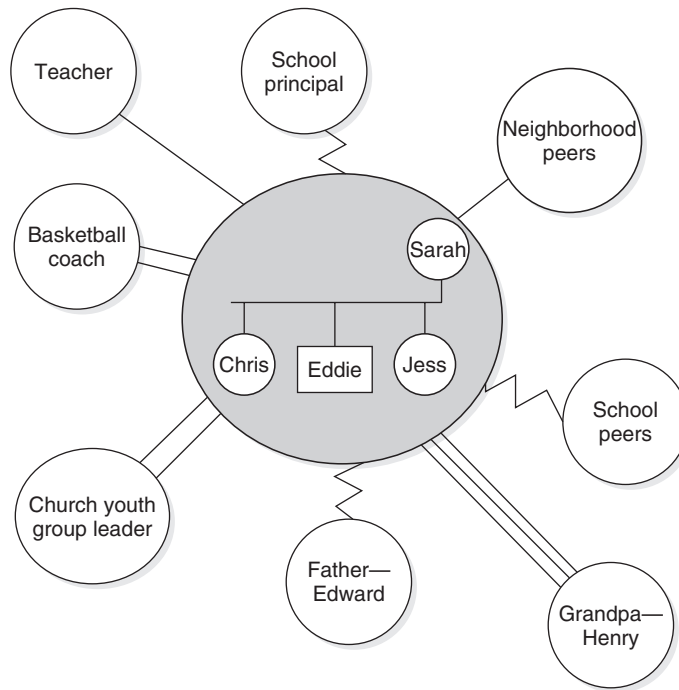 Teacher
School
principal
Neighborhood
peers
Basketball
coach
Sarah
Chris
Eddie
Jess
School
peers
Church youth
group leader
Father—
Edward
Grandpa—
Henry